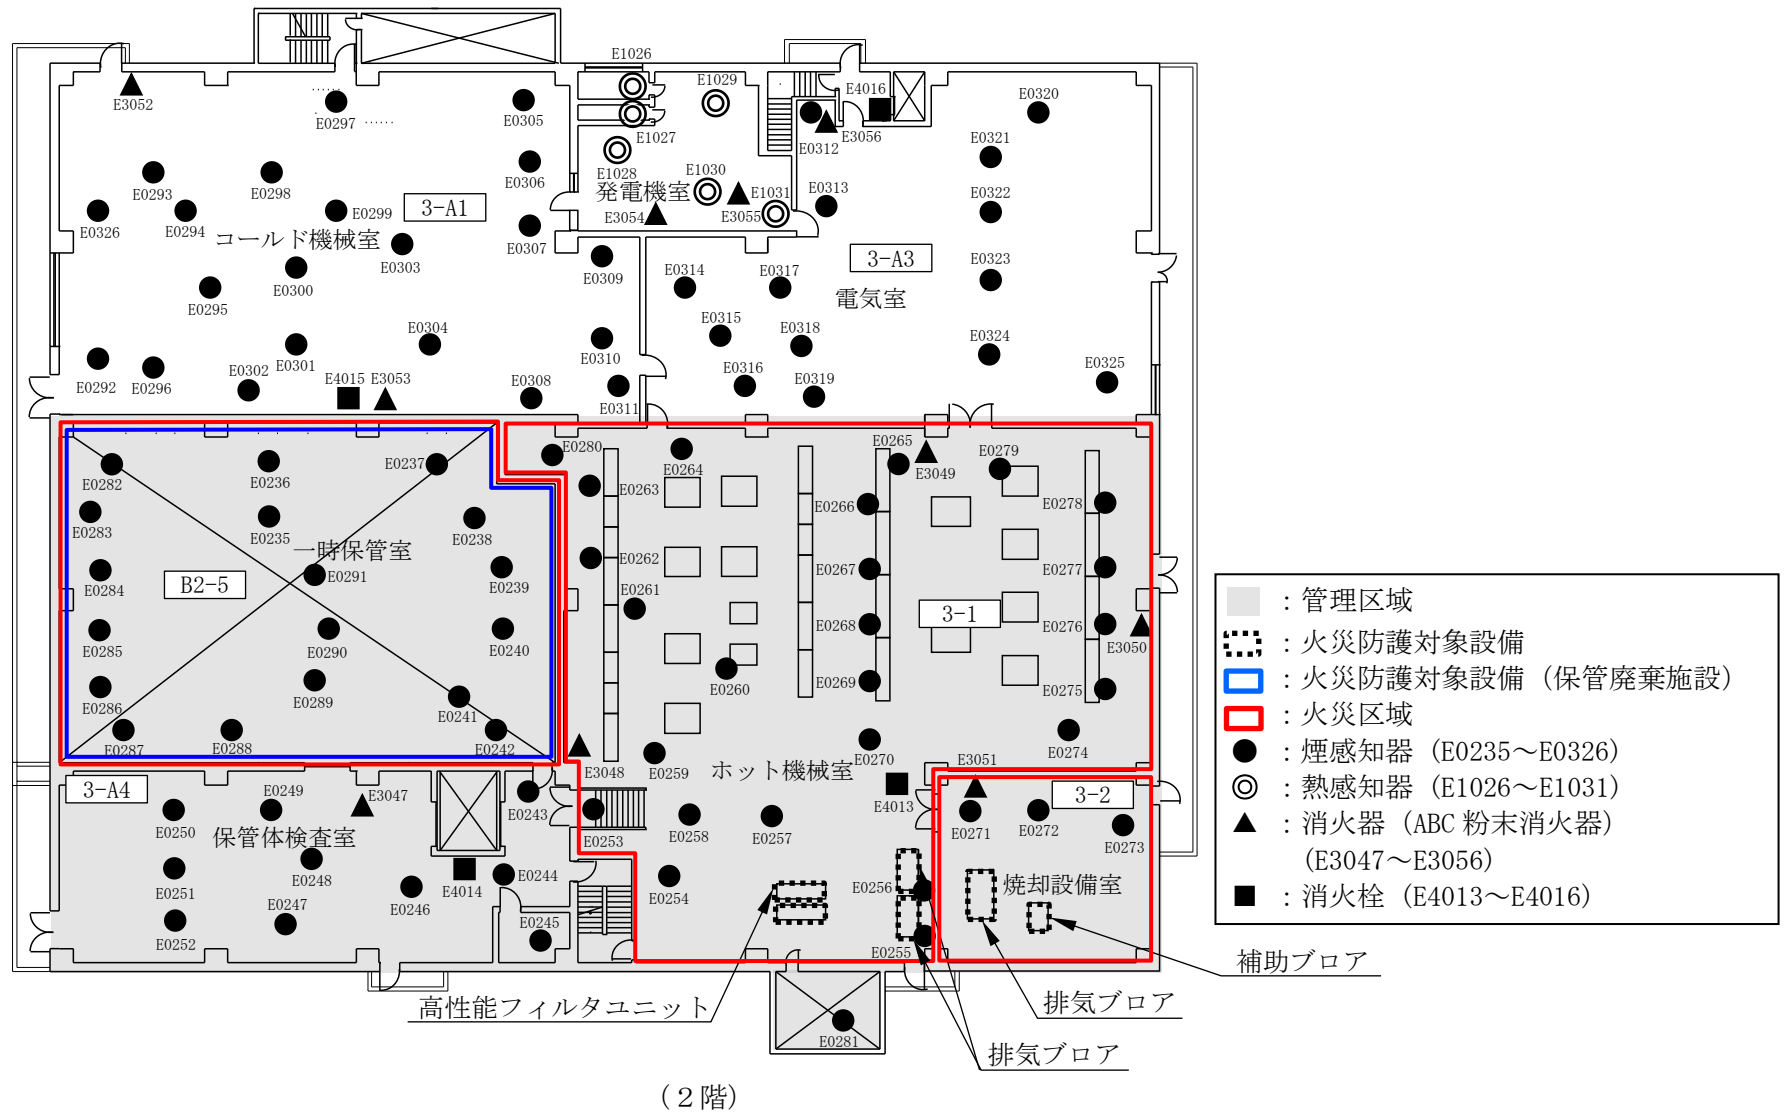 E1026
E1029
E3052
E0297
E0305
E4016
E0320
E1027
E3056
E0312
E0321
E1028
E0306
E0293
E0298
E1030
発電機室
E1031
E0313
E0322
E0326
E0294
E0299
3-A1
E3054
E3055
コールド機械室
E0307
E0303
E0309
3-A3
E0323
E0300
E0295
E0314
E0317
電気室
E0304
E0315
E0318
E0324
E0310
E0292
E0296
E0302
E0301
E4015
E3053
E0308
E0311
E0316
E0319
E0325
E0280
E0265
E0279
E0282
E0236
E0237
E0264
E3049
E0263
E0278
E0283
E0235
E0238
E0266
一時保管室
E0262
E0284
B2-5
E0291
E0239
E0261
E0267
E0277
3-1
E0285
E0290
E0240
E0268
E0276
E3050
E0286
E0289
E0241
E0260
E0269
E0275
E0287
E0288
E0242
E3048
E0259
ホット機械室
E0270
E0274
E3051
3-A4
E0249
E3047
E4013
3-2
E0250
保管体検査室
E0243
E0253
E0258
E0257
E0271
E0272
E0273
E0251
E0248
E4014
E0244
E0246
E0254
E0256
焼却設備室
E0252
E0247
E0245
E0255
補助ブロア
高性能フィルタユニット
排気ブロア
E0281
排気ブロア
：管理区域
：火災防護対象設備
：火災防護対象設備（保管廃棄施設）
：火災区域
：煙感知器（E0235～E0326）
：熱感知器（E1026～E1031）
：消火器（ABC 粉末消火器）
（E3047～E3056）
：消火栓（E4013～E4016）
（２階）